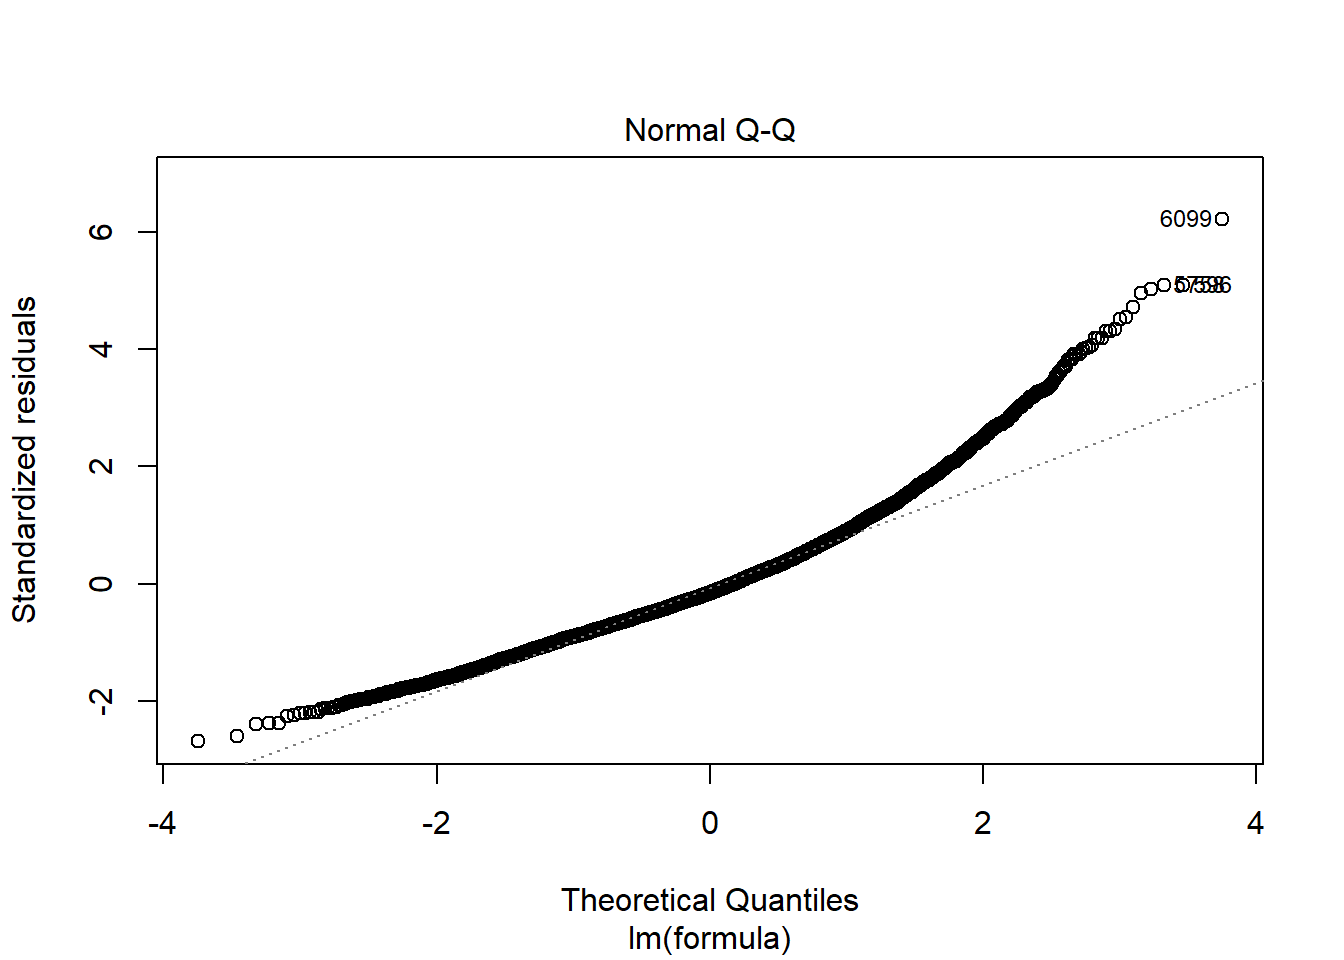 Normal Q-Q
Standardized residuals
6
4
2
0
-2
6099
-4
-2
0
2
4
Theoretical Quantiles
lm(formula)